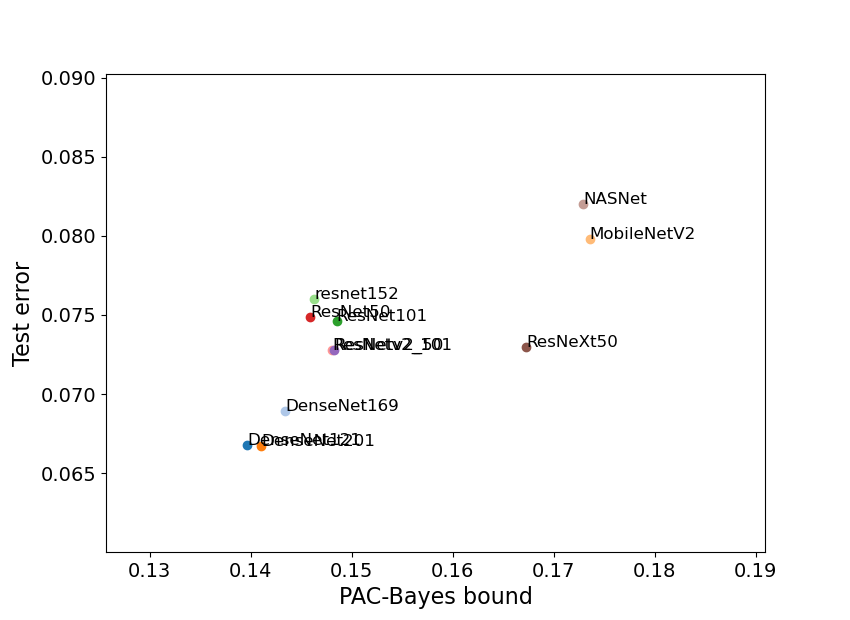 0.090
0.085
0.080
0.075
0.070
0.065
Test error
NASNet
MobileNetV2
resnet152
ResNet50
ResNet101
ResNeXt50
DenseNet169
DenseNet121
DenseNet201
0.13 0.14 0.15 0.16 0.17 0.18 0.19
PAC-Bayes bound